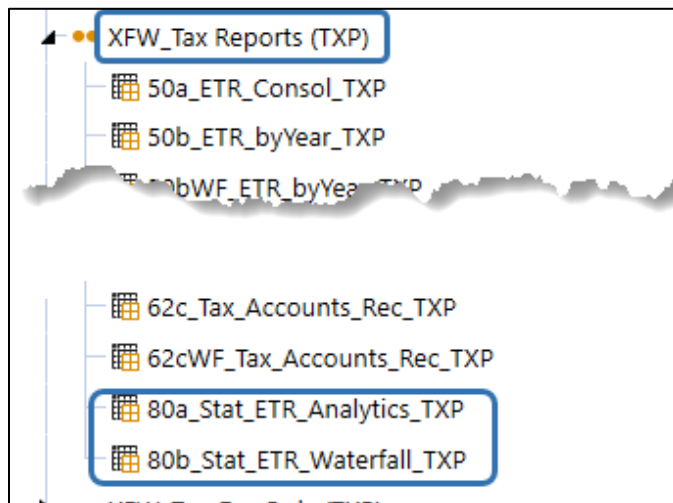 XFW_Tax Reports (TXP)
50a_ETR_Consol_TXP
50b_ETR_byYear_TXP
62c_Tax_Accounts_Rec_TXP
62cWF_Tax_Accounts_Rec_TXP
80a_Stat_ETR_Analytics_TXP
80b_Stat_ETR_Waterfall_TXP